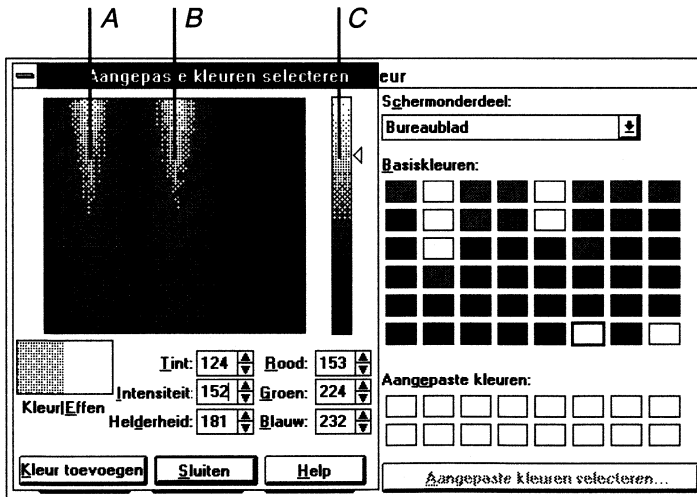 A B C
Aangepas e kleuren selecteren eur
Schermonderdeel:
Bureaublad
Basiskleuren:
Tint: 124 Rood: 153
Intensiteit: 152 Groen: 224
Kleur|Effen
Helderheid: 181 Blauw: 232
Aangepaste kleuren:
Kleur toevoegen Sluiten Help
Aangepaste kleuren selecteren...